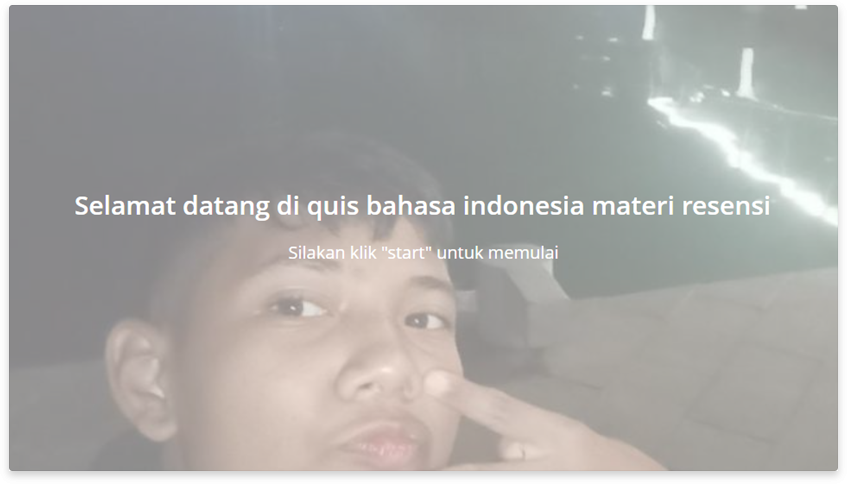 Selamat datang di quis bahasa indonesia materi resensi
Silakan klik "start" untuk memulai